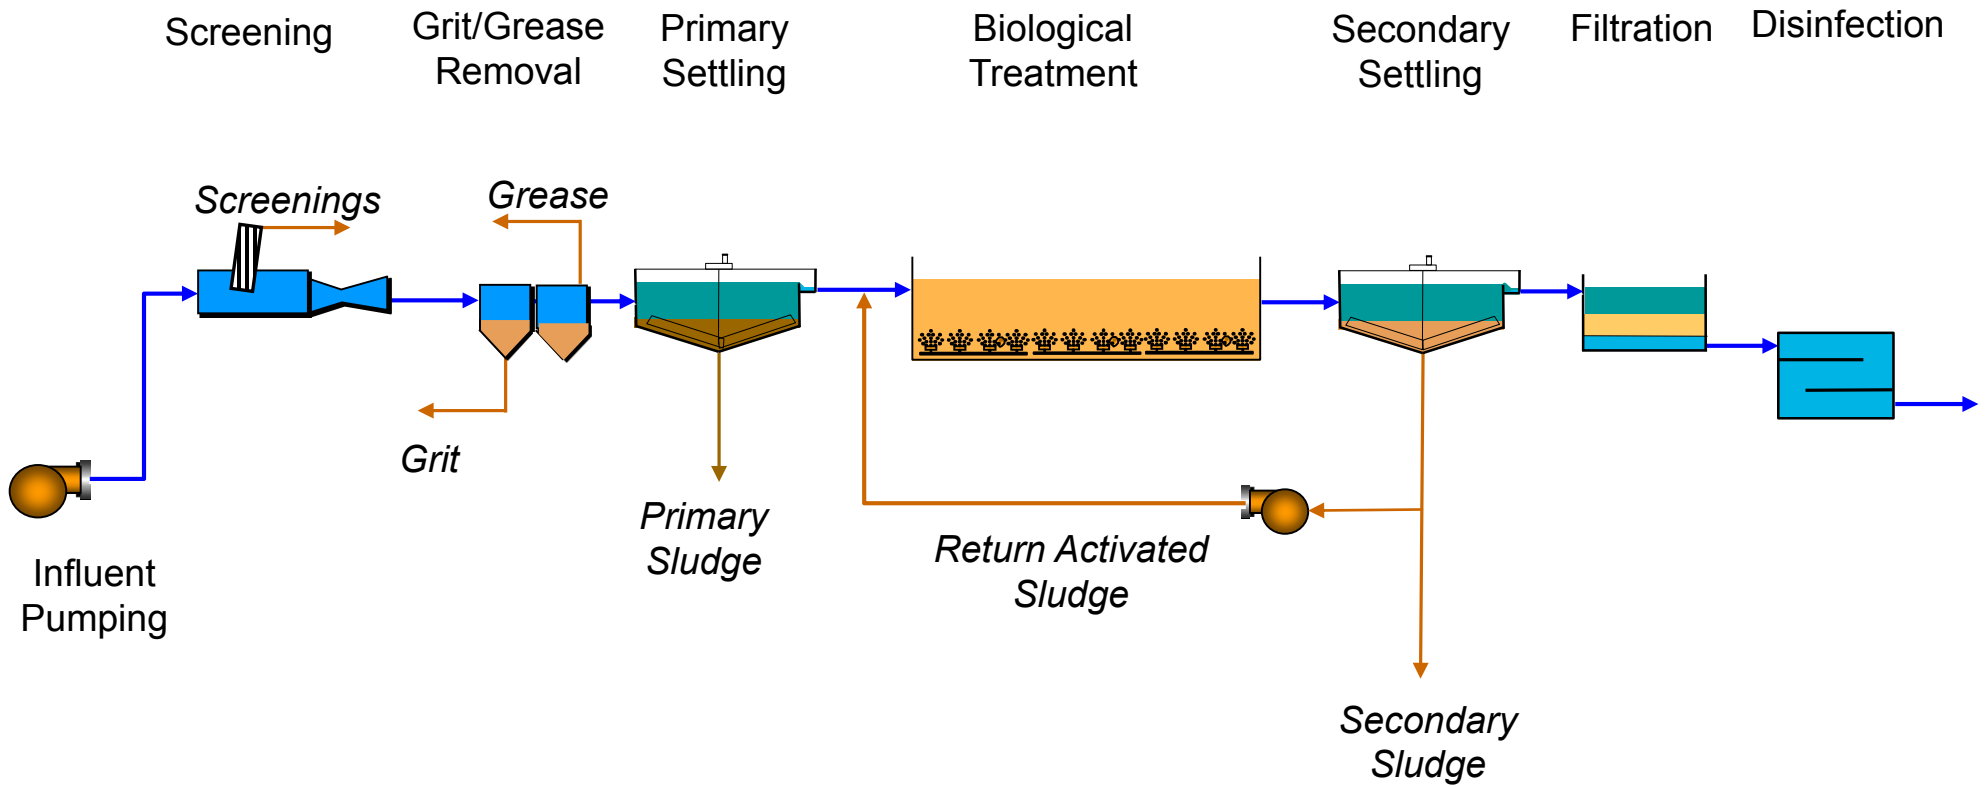 Screening
Grit/Grease
Removal
Primary
Settling
Biological
Treatment
Secondary
Settling
Filtration
Disinfection
Screenings
Grease
Grit
Primary
Sludge
Return Activated
Sludge
Influent
Pumping
Secondary
Sludge